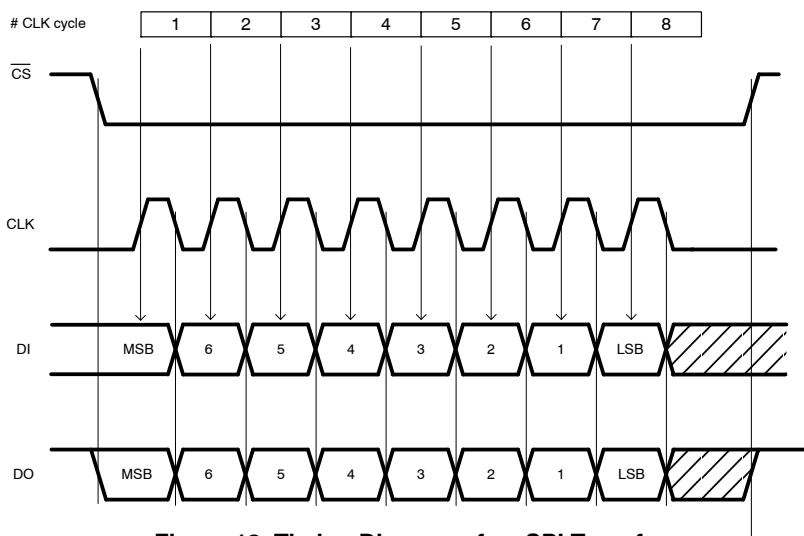 # CLK cycle 1 2 3 4 5 6 7 8
CS
CLK
DI MSB 6 5 4 3 2 1 LSB
DO MSB 6 5 4 3 2 1 LSB